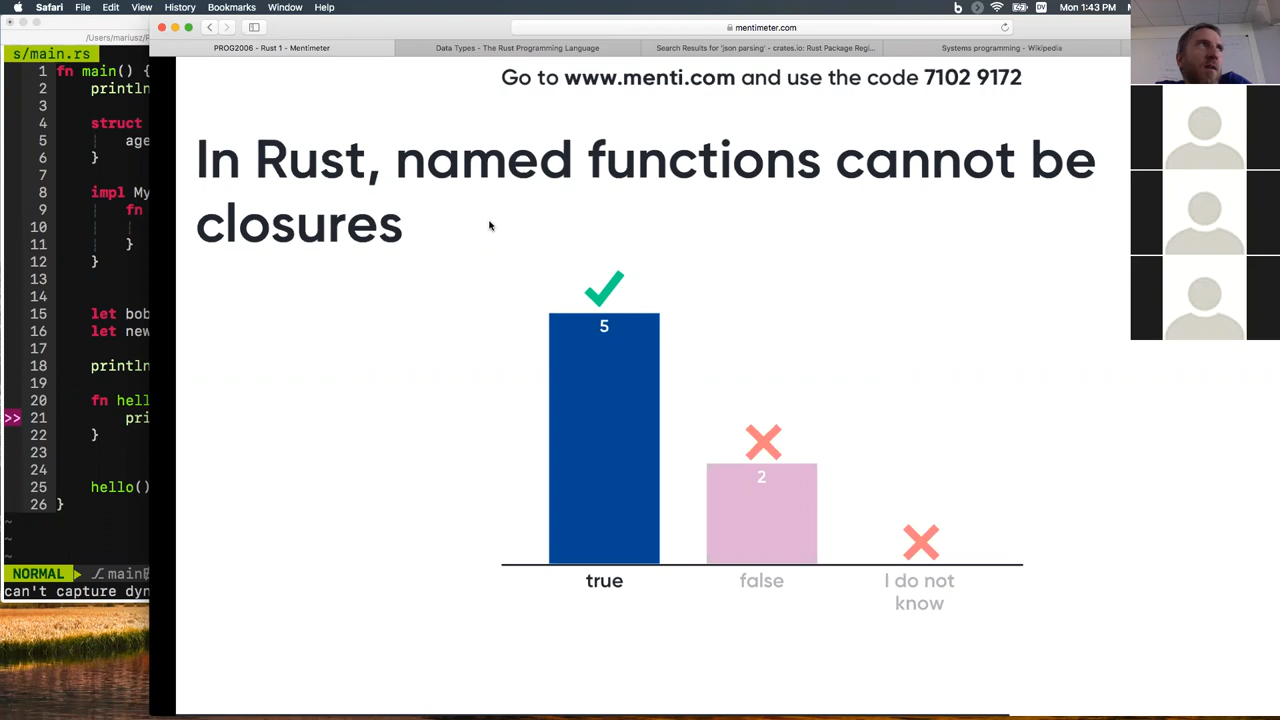 Safari File Edit View History Bookmarks Window Help
Mon 1:43 PM
/Users/mariusz/P
mentimeter.com
PROG2006 - Rust 1 - Mentimeter
Data Types - The Rust Programming Language
Search Results for 'json parsing' - crates.io: Rust Package Regi...
Systems programming - Wikipedia
s/main.rs
1 fn main() {
2 println
3
4 struct
5 age
6 }
7
8 impl My
9 fn
10
11 }
12 }
13
14
15 let bob
16 let new
17
18 println
19
20 fn hell
>> 21 pri
22 }
23
24
25 hello()
26 }
~
~
~
NORMAL main
can't capture dyn
Go to www.menti.com and use the code 7102 9172
In Rust, named functions cannot be
closures
5
2
true
false
I do not
know